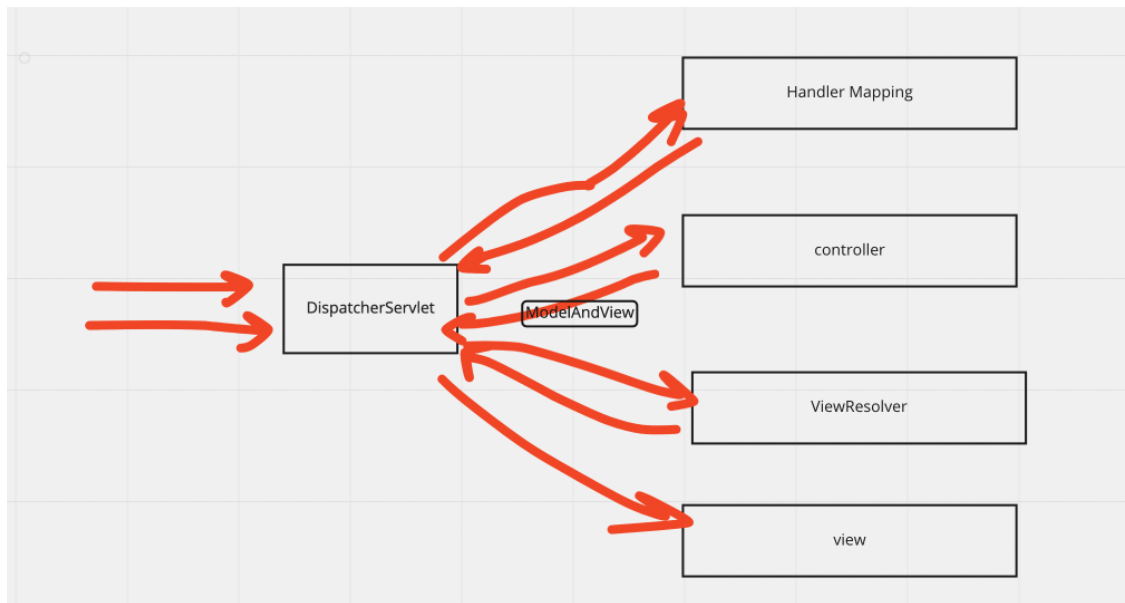 Handler Mapping
controller
DispatcherServlet
ModelAndView
ViewResolver
view